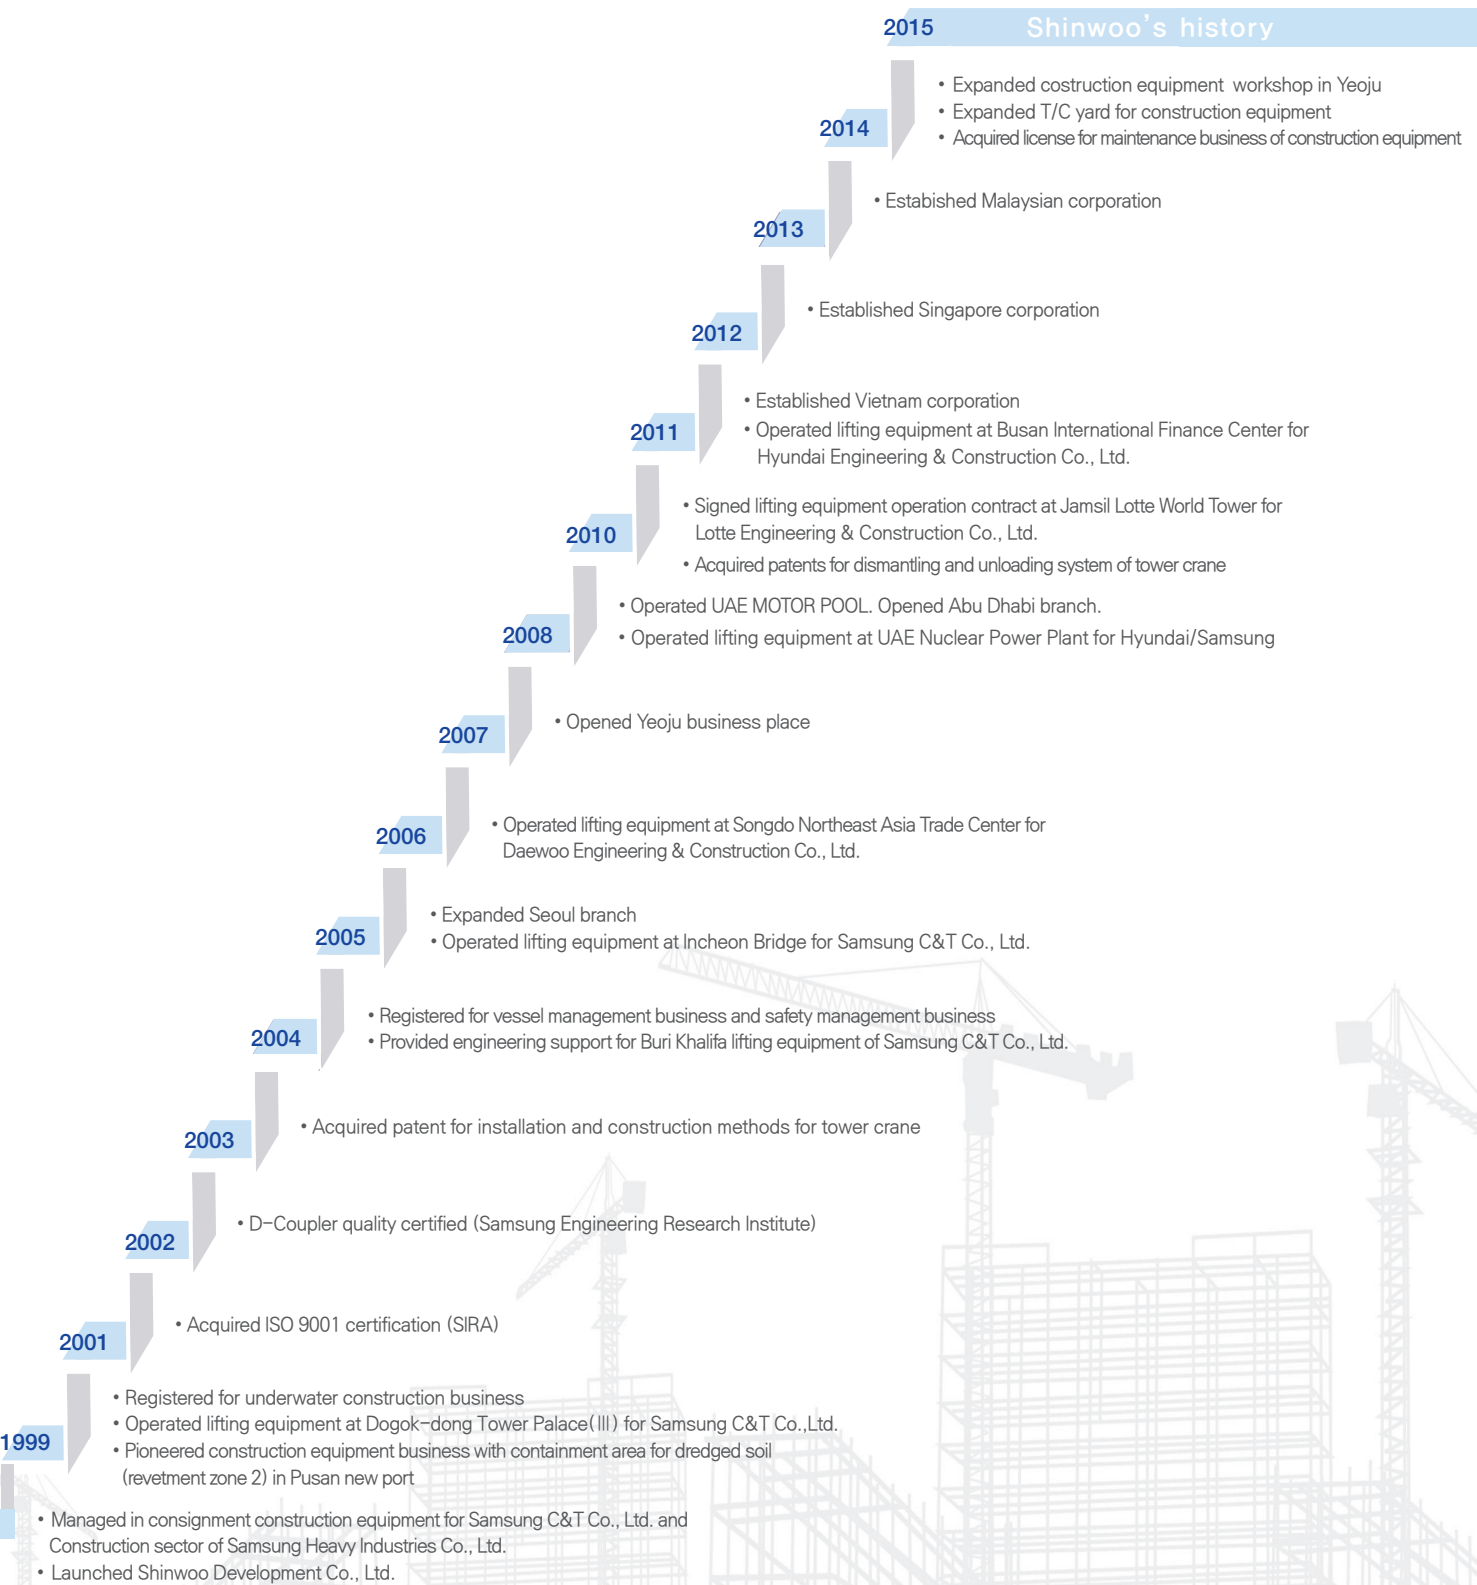 2015 Shinwoo's history
• Expanded costruction equipment workshop in Yeoju
• Expanded T/C yard for construction equipment
2014
• Acquired license for maintenance business of construction equipment
• Estabished Malaysian corporation
2013
• Established Singapore corporation
2012
• Established Vietnam corporation
2011
• Operated lifting equipment at Busan International Finance Center for
Hyundai Engineering & Construction Co., Ltd.
• Signed lifting equipment operation contract at Jamsil Lotte World Tower for
Lotte Engineering & Construction Co., Ltd.
2010
• Acquired patents for dismantling and unloading system of tower crane
• Operated UAE MOTOR POOL. Opened Abu Dhabi branch.
2008
• Operated lifting equipment at UAE Nuclear Power Plant for Hyundai/Samsung
• Opened Yeoju business place
2007
• Operated lifting equipment at Songdo Northeast Asia Trade Center for
2006
Daewoo Engineering & Construction Co., Ltd.
• Expanded Seoul branch
2005
• Operated lifting equipment at Incheon Bridge for Samsung C&T Co., Ltd.
• Registered for vessel management business and safety management business
2004
• Provided engineering support for Buri Khalifa lifting equipment of Samsung C&T Co., Ltd.
• Acquired patent for installation and construction methods for tower crane
2003
• D-Coupler quality certified (Samsung Engineering Research Institute)
2002
• Acquired ISO 9001 certification (SIRA)
2001
• Registered for underwater construction business
• Operated lifting equipment at Dogok-dong Tower Palace(Ⅲ) for Samsung C&T Co.,Ltd.
1999
• Pioneered construction equipment business with containment area for dredged soil
(revetment zone 2) in Pusan new port
• Managed in consignment construction equipment for Samsung C&T Co., Ltd. and
Construction sector of Samsung Heavy Industries Co., Ltd.
• Launched Shinwoo Development Co., Ltd.